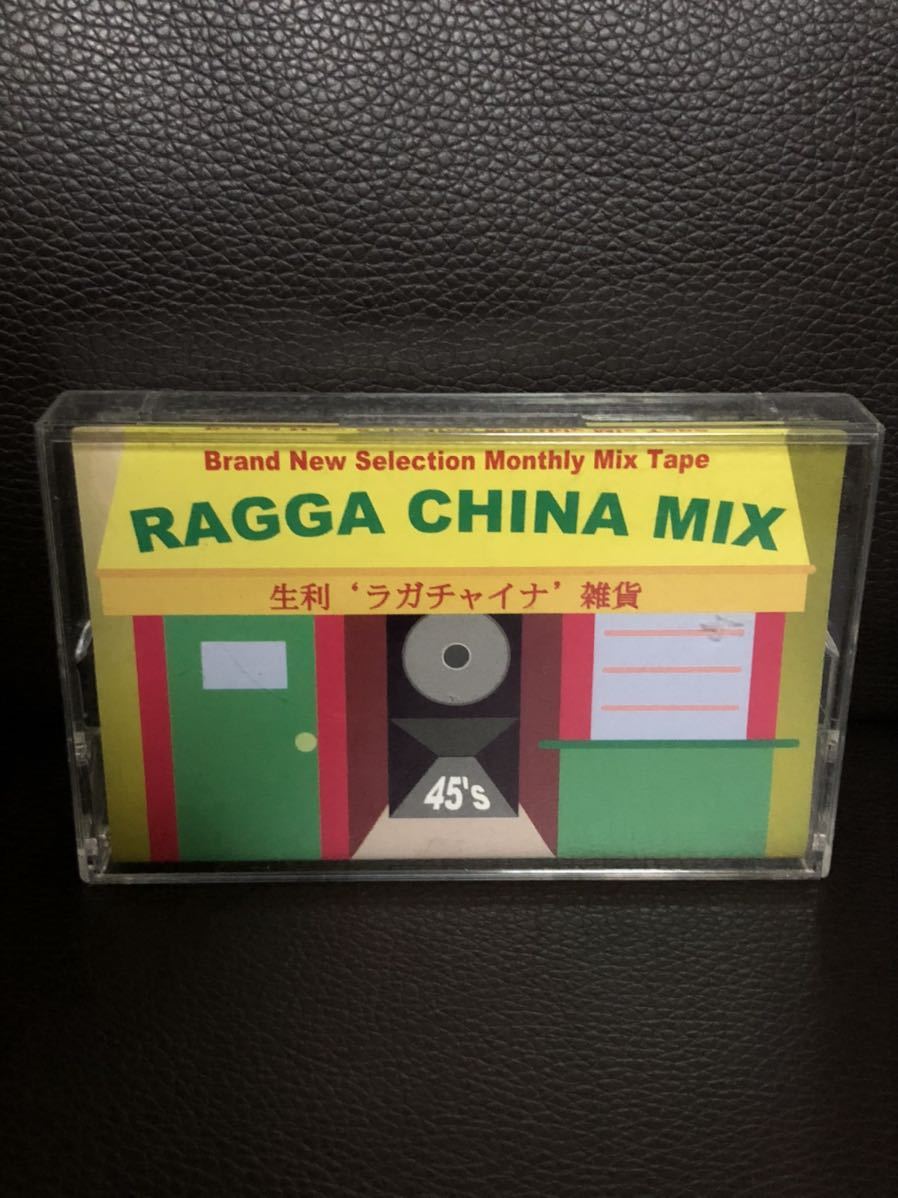 Brand New Selection Monthly Mix Tape
RAGGA CHINA MIX
生利‘ラガチャイナ’雑貨
45's